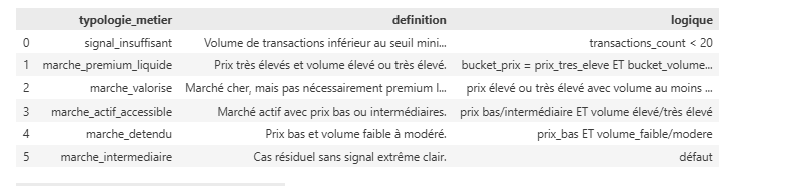 typologie_metier definition logique
0 signal_insuffisant Volume de transactions inférieur au seuil mini... transactions_count < 20
1 marche_premium_liquide Prix très élevés et volume élevé ou très élevé. bucket_prix = prix_tres_eleve ET bucket_volume...
2 marche_valorise Marché cher, mais pas nécessairement premium l... prix élevé ou très élevé avec volume au moins ...
3 marche_actif_accessible Marché actif avec prix bas ou intermédiaires. prix bas/intermédiaire ET volume élevé/très élevé
4 marche_detendu Prix bas et volume faible à modéré. prix_bas ET volume_faible/modere
5 marche_intermediaire Cas résiduel sans signal extrême clair. défaut